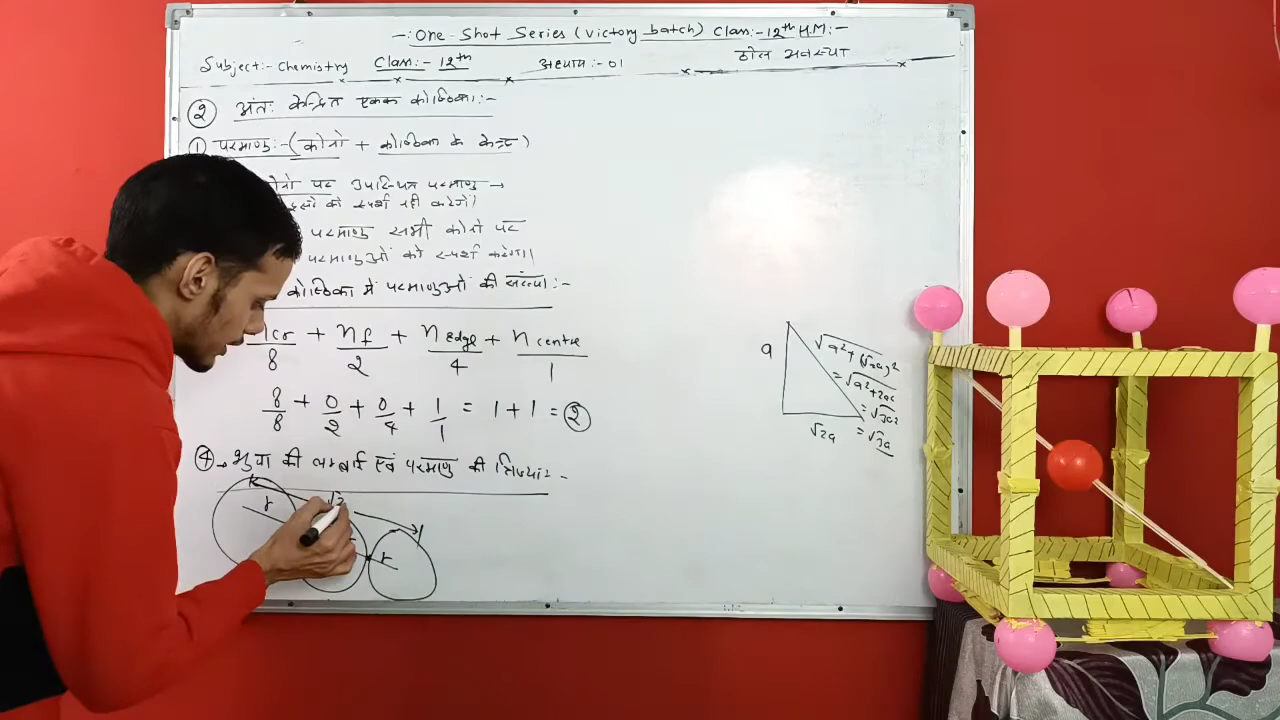 -: One-Shot Series (victory batch) Class:- 12th H.M:-
Subject:- Chemistry Class:- 12th अध्याय:- 01 ठोस अवस्था
② अंतः केन्द्रित एकक कोष्ठिका:-
① परमाणु:- (कोनो + कोष्ठिका के केन्द्र)
कोनो पर उपस्थित परमाणु →
को स्पर्श नही करेगें।
परमाणु सभी कोने पर
परमाणुओं को स्पर्श करेगा।
कोष्ठिका में परमाणुओं की संख्या:-
ncr/8 + nf/2 + nEdge/4 + ncentre/1
8/8 + 0/2 + 0/4 + 1/1 = 1+1 = ②
④ भुजा की लम्बाई एवं परमाणु की त्रिज्या:-
r
r
a
√a²+(√2a)²
=√a²+2a²
=√3a²
=√3a
√2a